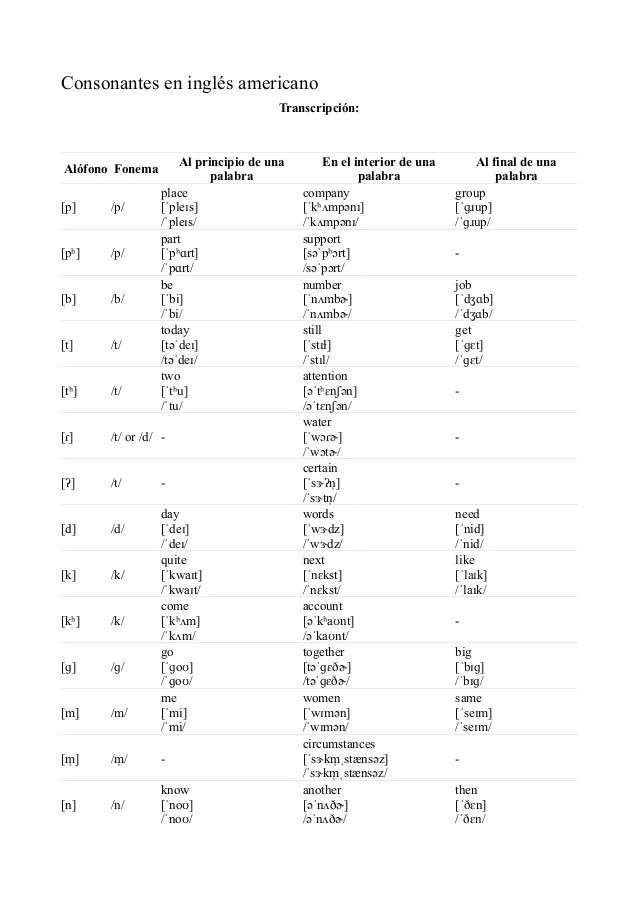 Consonantes en inglés americano
Transcripción:
Alófono Fonema Al principio de una palabra En el interior de una palabra Al final de una palabra
place company group
[p] /p/ [ˈpleɪs] [ˈkʰʌmpənɪ] [ˈɡɹup]
/ˈpleɪs/ /ˈkʌmpənɪ/ /ˈɡɹup/
part support
[pʰ] /p/ [ˈpʰɑrt] [səˈpʰɔrt] -
/ˈpɑrt/ /səˈpɔrt/
be number job
[b] /b/ [ˈbi] [ˈnʌmbɚ] [ˈdʒɑb]
/ˈbi/ /ˈnʌmbɚ/ /ˈdʒɑb/
today still get
[t] /t/ [təˈdeɪ] [ˈstɪɫ] [ˈɡɛt]
/təˈdeɪ/ /ˈstɪl/ /ˈɡɛt/
two attention
[tʰ] /t/ [ˈtʰu] [əˈtʰɛnʃən] -
/ˈtu/ /əˈtɛnʃən/
water
[ɾ] /t/ or /d/ - [ˈwɔɾɚ] -
/ˈwɔtɚ/
certain
[ʔ] /t/ - [ˈsɝʔn̩] -
/ˈsɝtn̩/
day words need
[d] /d/ [ˈdeɪ] [ˈwɝdz] [ˈnid]
/ˈdeɪ/ /ˈwɝdz/ /ˈnid/
quite next like
[k] /k/ [ˈkwaɪt] [ˈnɛkst] [ˈlaɪk]
/ˈkwaɪt/ /ˈnɛkst/ /ˈlaɪk/
come account
[kʰ] /k/ [ˈkʰʌm] [əˈkʰaʊnt] -
/ˈkʌm/ /əˈkaʊnt/
go together big
[ɡ] /ɡ/ [ˈɡoʊ] [təˈɡɛðɚ] [ˈbɪɡ]
/ˈɡoʊ/ /təˈɡɛðɚ/ /ˈbɪɡ/
me women same
[m] /m/ [ˈmi] [ˈwɪmən] [ˈseɪm]
/ˈmi/ /ˈwɪmən/ /ˈseɪm/
circumstances
[m̩] /m̩/ - [ˈsɝkm̩ˌstænsəz] -
/ˈsɝkm̩ˌstænsəz/
know another then
[n] /n/ [ˈnoʊ] [əˈnʌðɚ] [ˈðɛn]
/ˈnoʊ/ /əˈnʌðɚ/ /ˈðɛn/